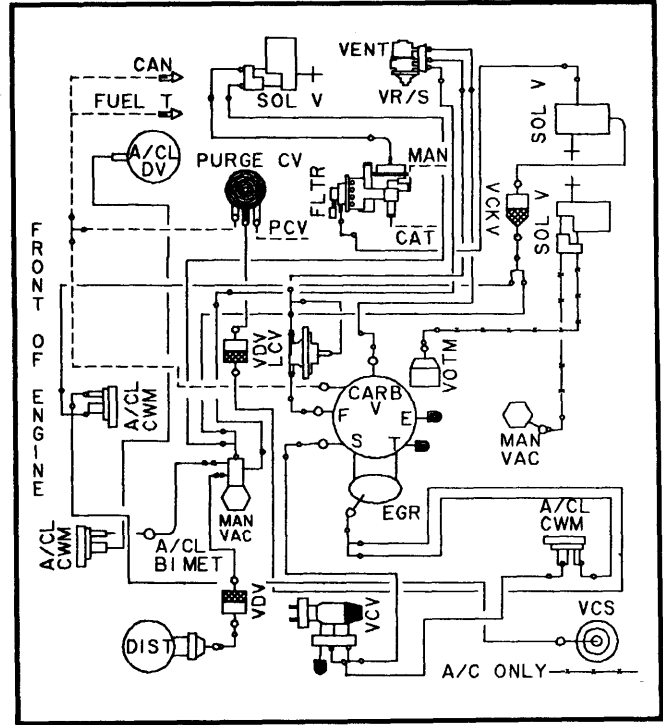 CAN
FUEL T
A/CL
DV
SOL V
VENT
VR/S
SOL V
PURGE CV
FLTR
MAN
VCKV
SOL V
PCV
CAT
FRONT OF ENGINE
VDV
LCV
VOTM
CARB
V
F
E
S
T
A/CL
CWM
MAN
VAC
MAN
VAC
EGR
A/CL
CWM
A/CL
CWM
A/CL
BIMET
VDV
VCV
VCS
DIST
A/C ONLY